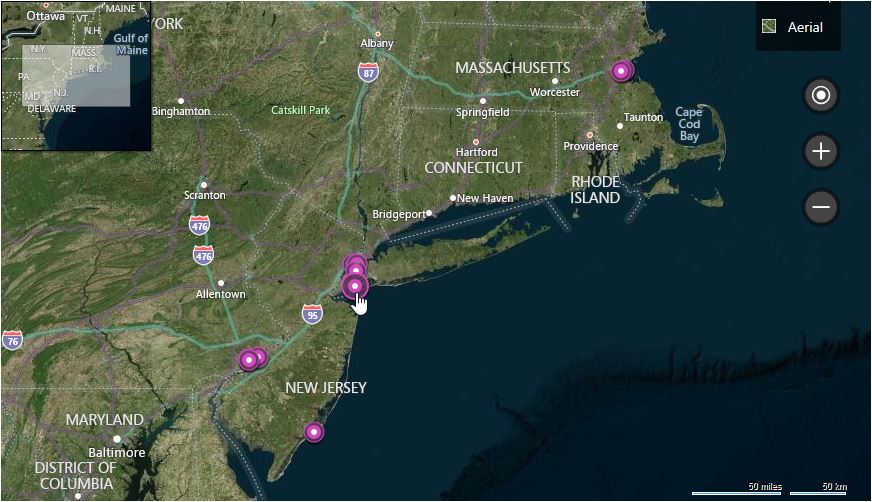 Ottawa
MAINE
VT.
N.H.
Gulf of
Maine
N.Y.
MASS.
R.I.
PA
N.J.
MD.
DELAWARE
YORK
Albany
Aerial
87
MASSACHUSETTS
Worcester
Binghamton
Catskill Park
Springfield
Taunton
Cape
Cod
Bay
Hartford
Providence
CONNECTICUT
RHODE
ISLAND
Scranton
New Haven
Bridgeport
476
476
Allentown
95
76
NEW JERSEY
MARYLAND
Baltimore
DISTRICT OF
COLUMBIA
50 miles
50 km